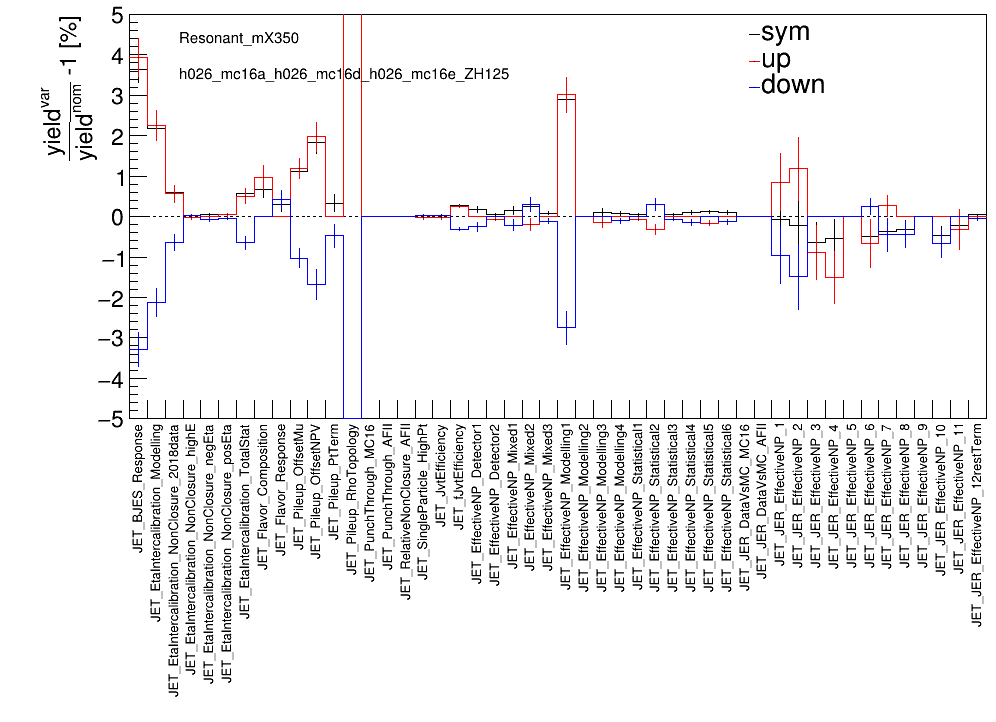 yield^var / yield^nom -1 [%]
5
4
3
2
1
0
−1
−2
−3
−4
−5
Resonant_mX350
h026_mc16a_h026_mc16d_h026_mc16e_ZH125
sym
up
down
JET_BJES_Response
JET_EtaIntercalibration_Modelling
JET_EtaIntercalibration_NonClosure_2018data
JET_EtaIntercalibration_NonClosure_highE
JET_EtaIntercalibration_NonClosure_negEta
JET_EtaIntercalibration_NonClosure_posEta
JET_EtaIntercalibration_TotalStat
JET_Flavor_Composition
JET_Flavor_Response
JET_Pileup_OffsetMu
JET_Pileup_OffsetNPV
JET_Pileup_PtTerm
JET_Pileup_RhoTopology
JET_PunchThrough_MC16
JET_PunchThrough_AFII
JET_RelativeNonClosure_AFII
JET_SingleParticle_HighPt
JET_JvtEfficiency
JET_fJvtEfficiency
JET_EffectiveNP_Detector1
JET_EffectiveNP_Detector2
JET_EffectiveNP_Mixed1
JET_EffectiveNP_Mixed2
JET_EffectiveNP_Mixed3
JET_EffectiveNP_Modelling1
JET_EffectiveNP_Modelling2
JET_EffectiveNP_Modelling3
JET_EffectiveNP_Modelling4
JET_EffectiveNP_Statistical1
JET_EffectiveNP_Statistical2
JET_EffectiveNP_Statistical3
JET_EffectiveNP_Statistical4
JET_EffectiveNP_Statistical5
JET_EffectiveNP_Statistical6
JET_JER_DataVsMC_MC16
JET_JER_DataVsMC_AFII
JET_JER_EffectiveNP_1
JET_JER_EffectiveNP_2
JET_JER_EffectiveNP_3
JET_JER_EffectiveNP_4
JET_JER_EffectiveNP_5
JET_JER_EffectiveNP_6
JET_JER_EffectiveNP_7
JET_JER_EffectiveNP_8
JET_JER_EffectiveNP_9
JET_JER_EffectiveNP_10
JET_JER_EffectiveNP_11
JET_JER_EffectiveNP_12restTerm